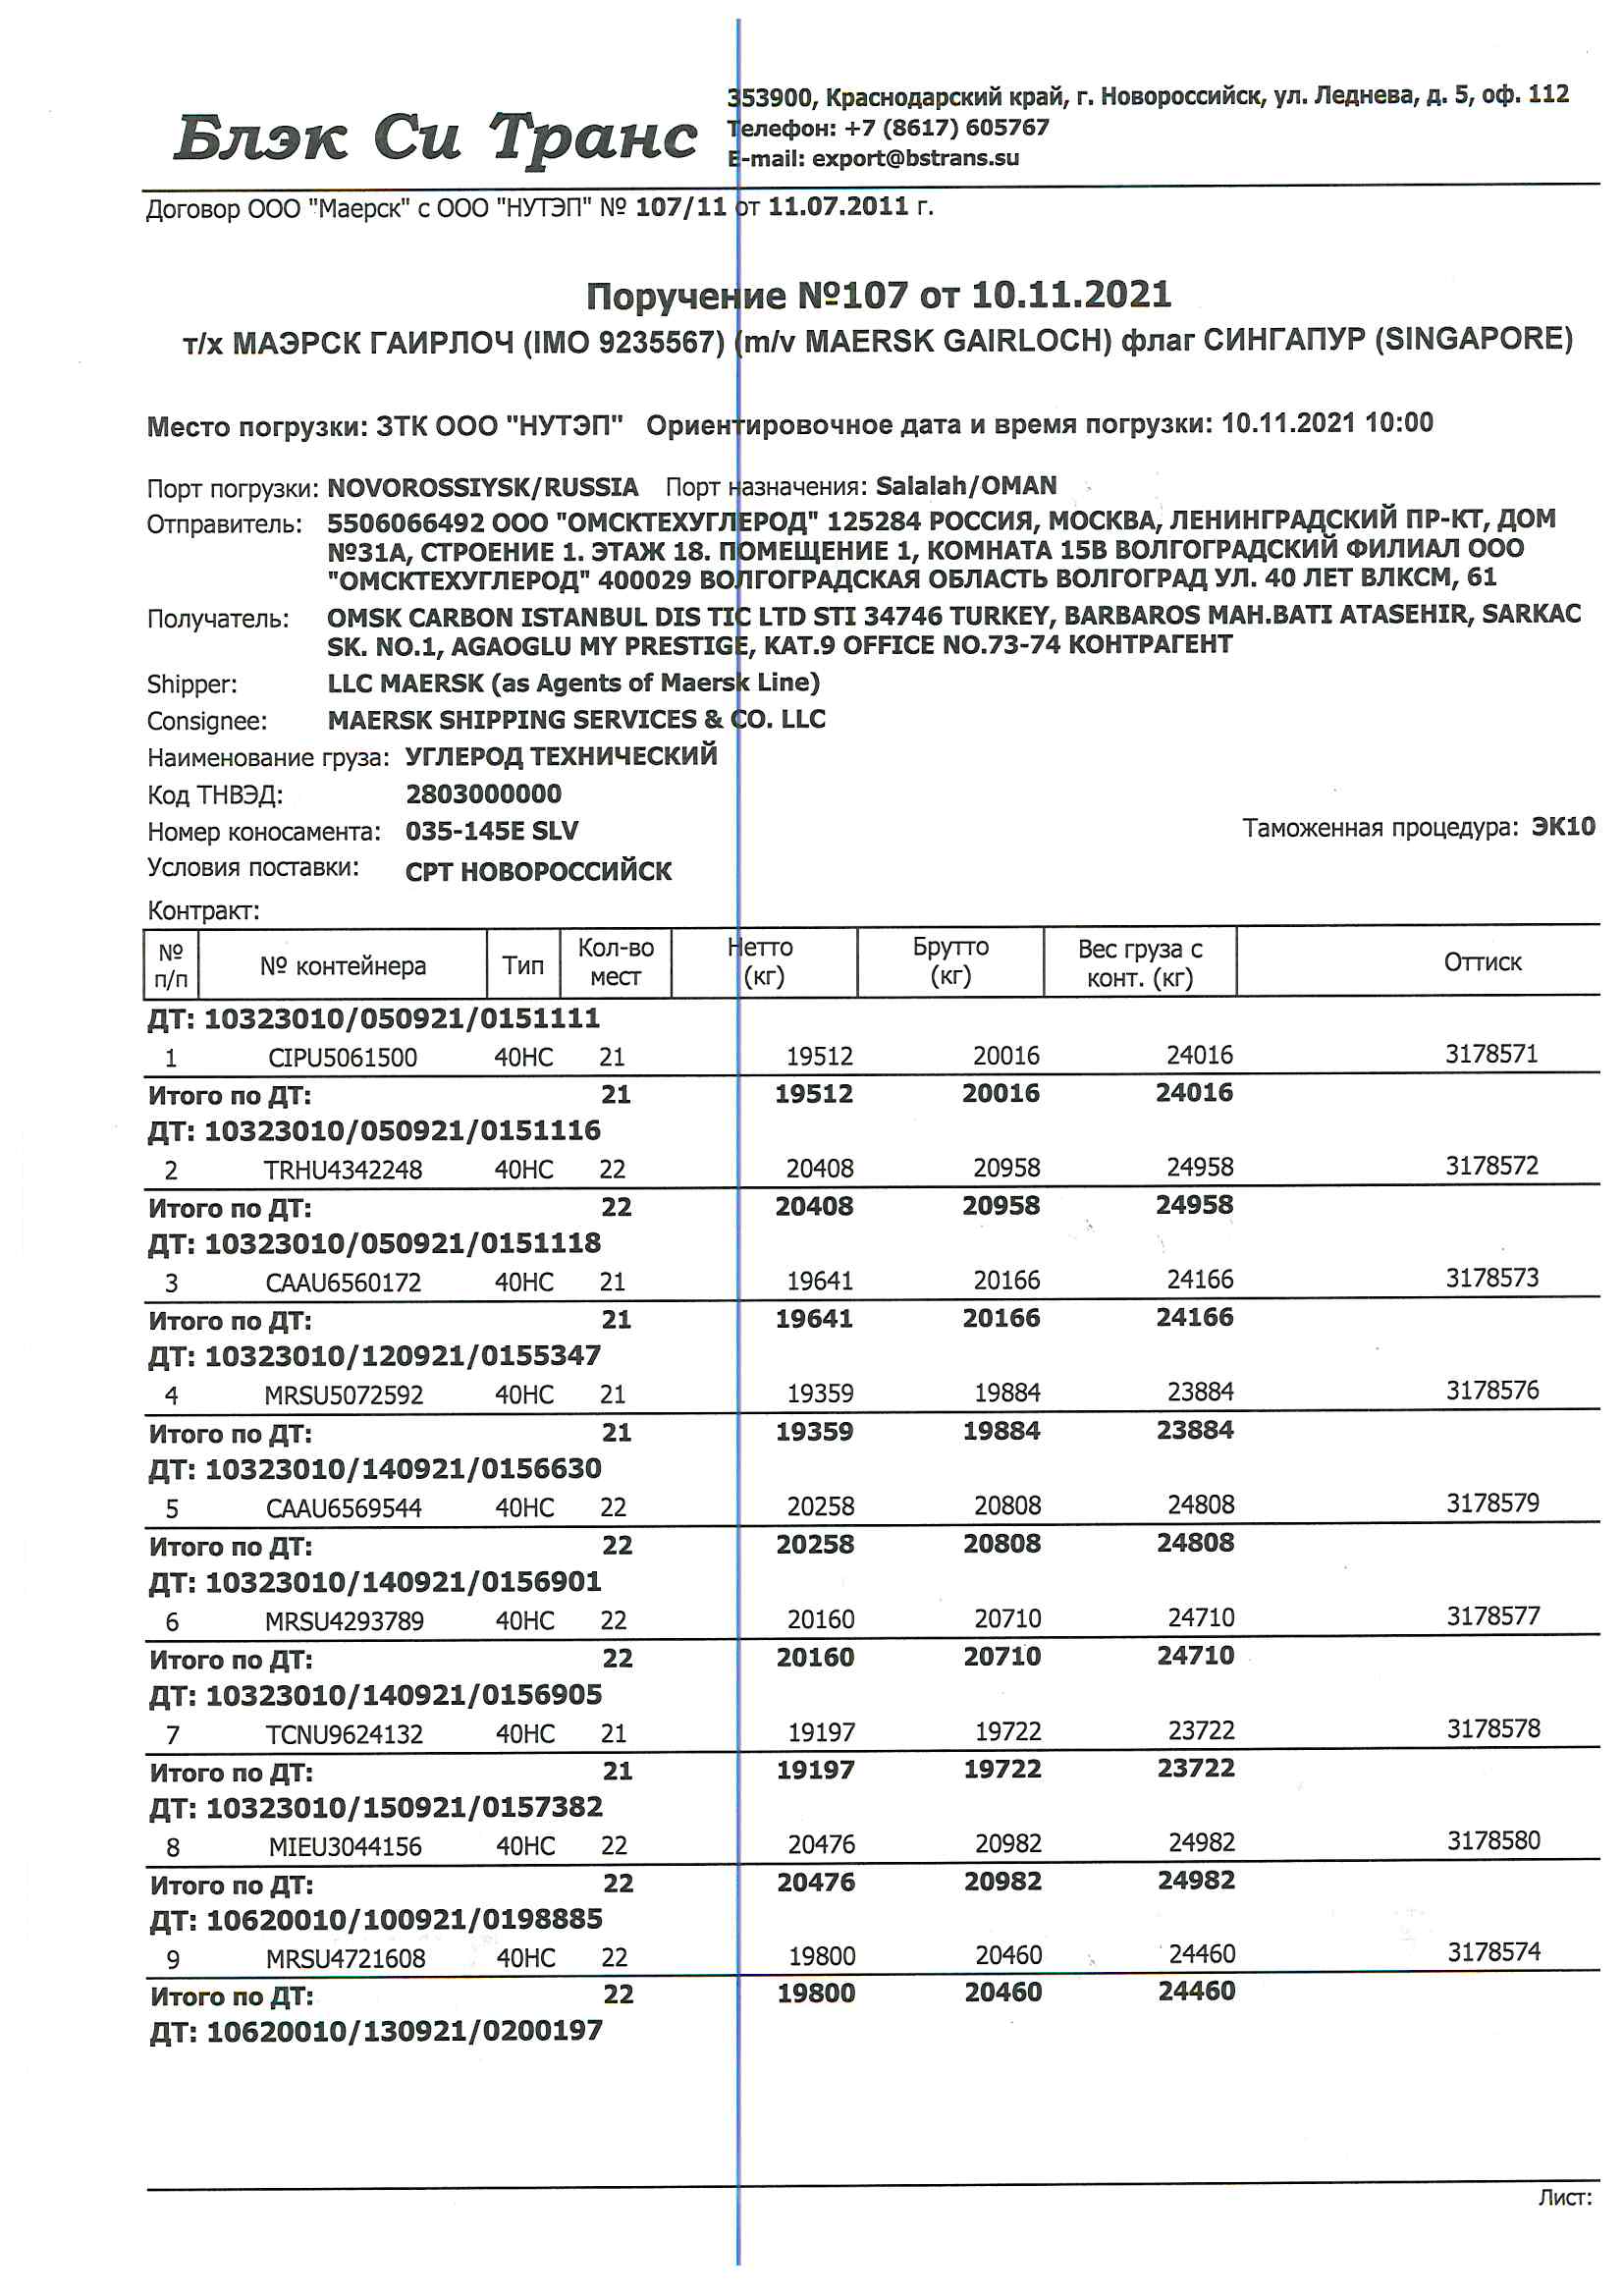 Блэк Си Транс
353900, Краснодарский край, г. Новороссийск, ул. Леднева, д. 5, оф. 112
Телефон: +7 (8617) 605767
E-mail: export@bstrans.su
Договор ООО "Маерск" с ООО "НУТЭП" № 107/11 от 11.07.2011 г.
Поручение №107 от 10.11.2021
т/х МАЭРСК ГАИРЛОЧ (IMO 9235567) (m/v MAERSK GAIRLOCH) флаг СИНГАПУР (SINGAPORE)
Место погрузки: ЗТК ООО "НУТЭП" Ориентировочное дата и время погрузки: 10.11.2021 10:00
Порт погрузки: NOVOROSSIYSK/RUSSIA Порт назначения: Salalah/OMAN
Отправитель: 5506066492 ООО "ОМСКТЕХУГЛЕРОД" 125284 РОССИЯ, МОСКВА, ЛЕНИНГРАДСКИЙ ПР-КТ, ДОМ
№31А, СТРОЕНИЕ 1. ЭТАЖ 18. ПОМЕЩЕНИЕ 1, КОМНАТА 15В ВОЛГОГРАДСКИЙ ФИЛИАЛ ООО
"ОМСКТЕХУГЛЕРОД" 400029 ВОЛГОГРАДСКАЯ ОБЛАСТЬ ВОЛГОГРАД УЛ. 40 ЛЕТ ВЛКСМ, 61
Получатель: OMSK CARBON ISTANBUL DIS TIC LTD STI 34746 TURKEY, BARBAROS MAH.BATI ATASEHIR, SARKAC
SK. NO.1, AGAOGLU MY PRESTIGE, KAT.9 OFFICE NO.73-74 КОНТРАГЕНТ
Shipper: LLC MAERSK (as Agents of Maersk Line)
Consignee: MAERSK SHIPPING SERVICES & CO. LLC
Наименование груза: УГЛЕРОД ТЕХНИЧЕСКИЙ
Код ТНВЭД: 2803000000
Номер коносамента: 035-145E SLV Таможенная процедура: ЭК10
Условия поставки: СРТ НОВОРОССИЙСК
Контракт:
№ п/п № контейнера Тип Кол-во мест Нетто (кг) Брутто (кг) Вес груза с конт. (кг) Оттиск
ДТ: 10323010/050921/0151111
1 CIPU5061500 40HC 21 19512 20016 24016 3178571
Итого по ДТ: 21 19512 20016 24016
ДТ: 10323010/050921/0151116
2 TRHU4342248 40HC 22 20408 20958 24958 3178572
Итого по ДТ: 22 20408 20958 24958
ДТ: 10323010/050921/0151118
3 CAAU6560172 40HC 21 19641 20166 24166 3178573
Итого по ДТ: 21 19641 20166 24166
ДТ: 10323010/120921/0155347
4 MRSU5072592 40HC 21 19359 19884 23884 3178576
Итого по ДТ: 21 19359 19884 23884
ДТ: 10323010/140921/0156630
5 CAAU6569544 40HC 22 20258 20808 24808 3178579
Итого по ДТ: 22 20258 20808 24808
ДТ: 10323010/140921/0156901
6 MRSU4293789 40HC 22 20160 20710 24710 3178577
Итого по ДТ: 22 20160 20710 24710
ДТ: 10323010/140921/0156905
7 TCNU9624132 40HC 21 19197 19722 23722 3178578
Итого по ДТ: 21 19197 19722 23722
ДТ: 10323010/150921/0157382
8 MIEU3044156 40HC 22 20476 20982 24982 3178580
Итого по ДТ: 22 20476 20982 24982
ДТ: 10620010/100921/0198885
9 MRSU4721608 40HC 22 19800 20460 24460 3178574
Итого по ДТ: 22 19800 20460 24460
ДТ: 10620010/130921/0200197
Лист: